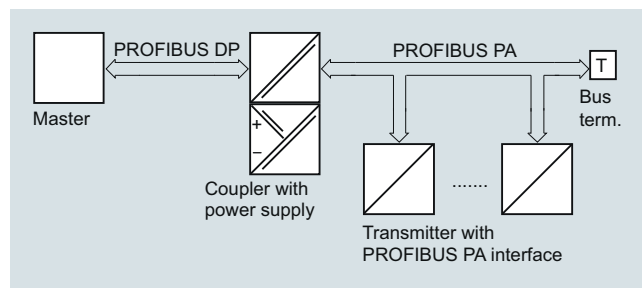 PROFIBUS DP
PROFIBUS PA
T
Master
Bus
term.
+
–
Coupler with
power supply
.......
Transmitter with
PROFIBUS PA interface